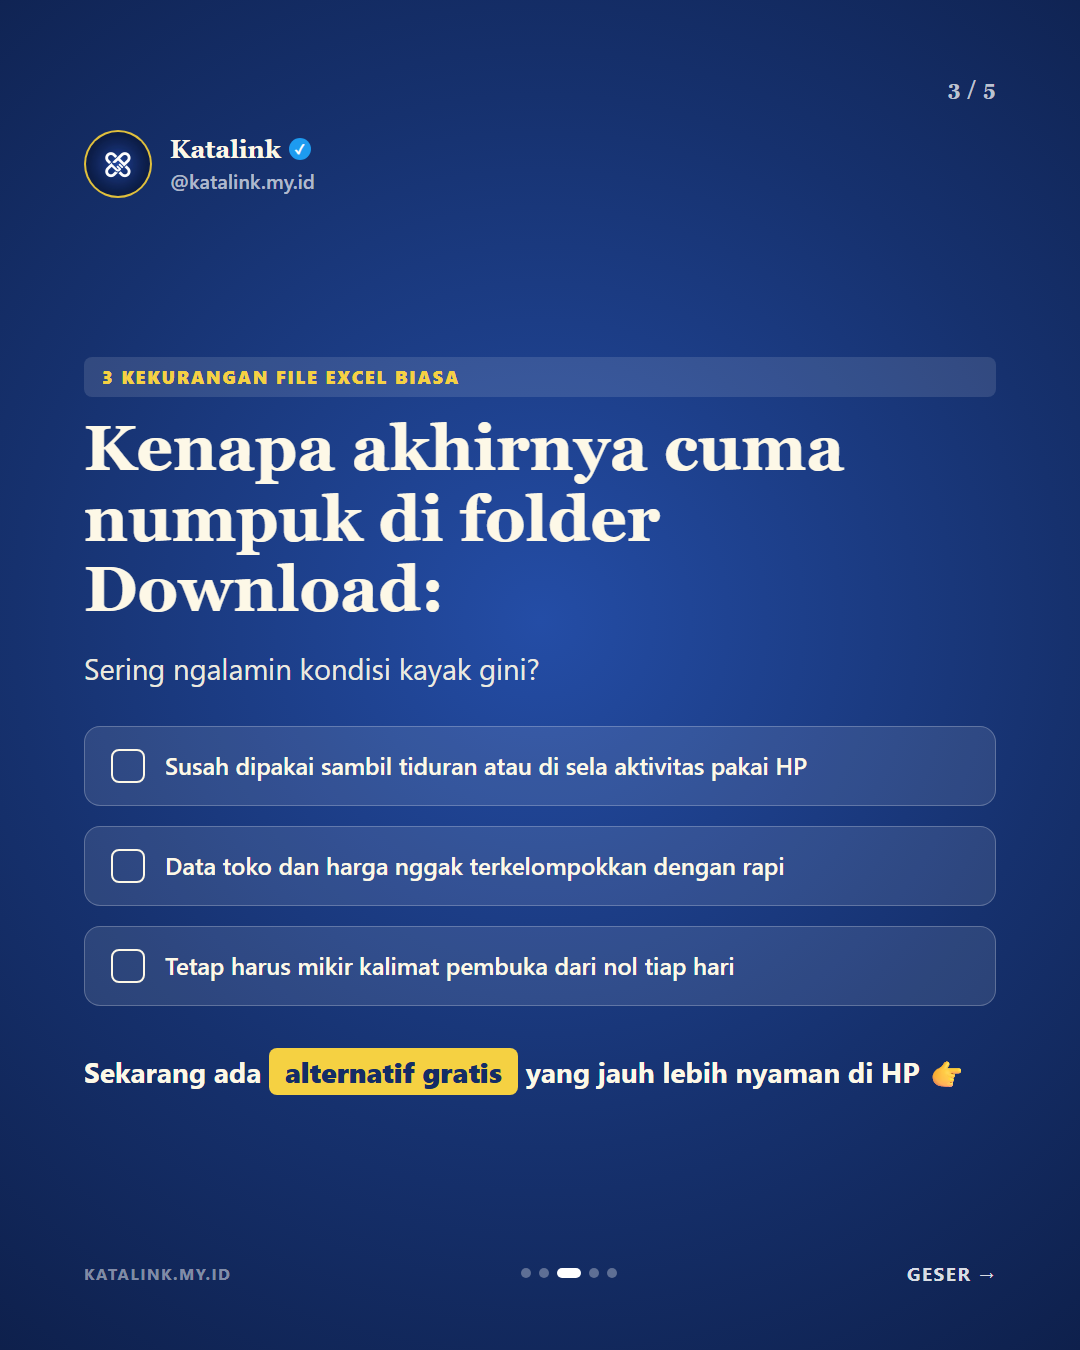 3 / 5
Katalink
@katalink.my.id
3 KEKURANGAN FILE EXCEL BIASA
Kenapa akhirnya cuma
numpuk di folder
Download:
Sering ngalamin kondisi kayak gini?
Susah dipakai sambil tiduran atau di sela aktivitas pakai HP
Data toko dan harga nggak terkelompokkan dengan rapi
Tetap harus mikir kalimat pembuka dari nol tiap hari
Sekarang ada alternatif gratis yang jauh lebih nyaman di HP 👉
KATALINK.MY.ID
GESER →